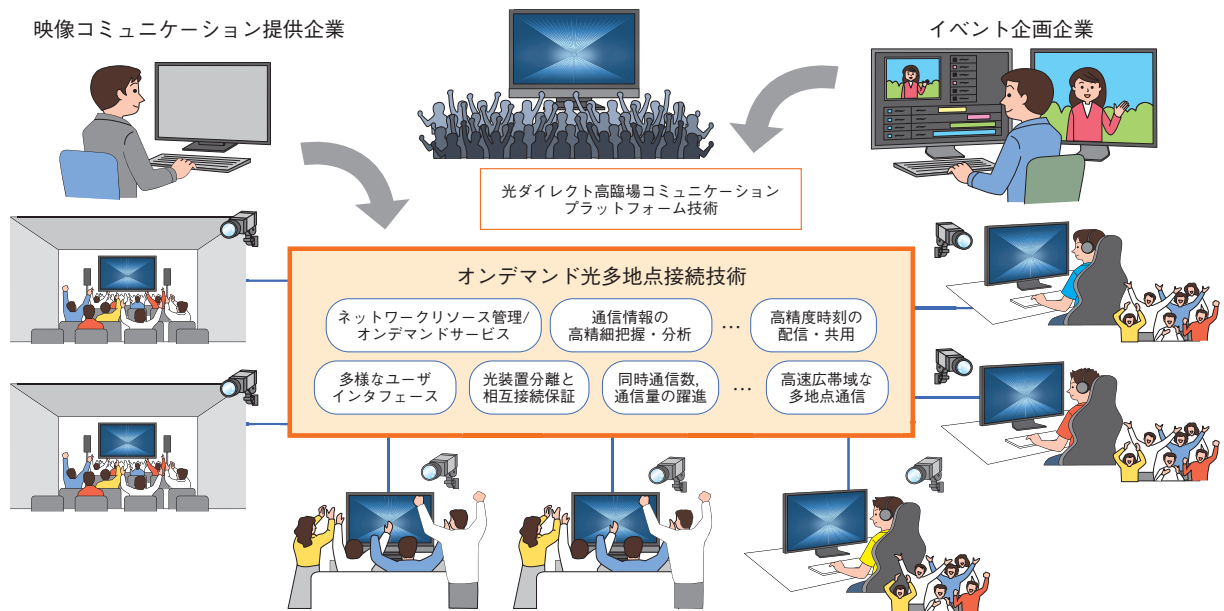 映像コミュニケーション提供企業
イベント企画企業
光ダイレクト高臨場コミュニケーション
プラットフォーム技術
オンデマンド光多地点接続技術
ネットワークリソース管理/
オンデマンドサービス
通信情報の
高精細把握・分析
…
高精度時刻の
配信・共用
多様なユーザ
インタフェース
光装置分離と
相互接続保証
同時通信数,
通信量の躍進
…
高速広帯域な
多地点通信